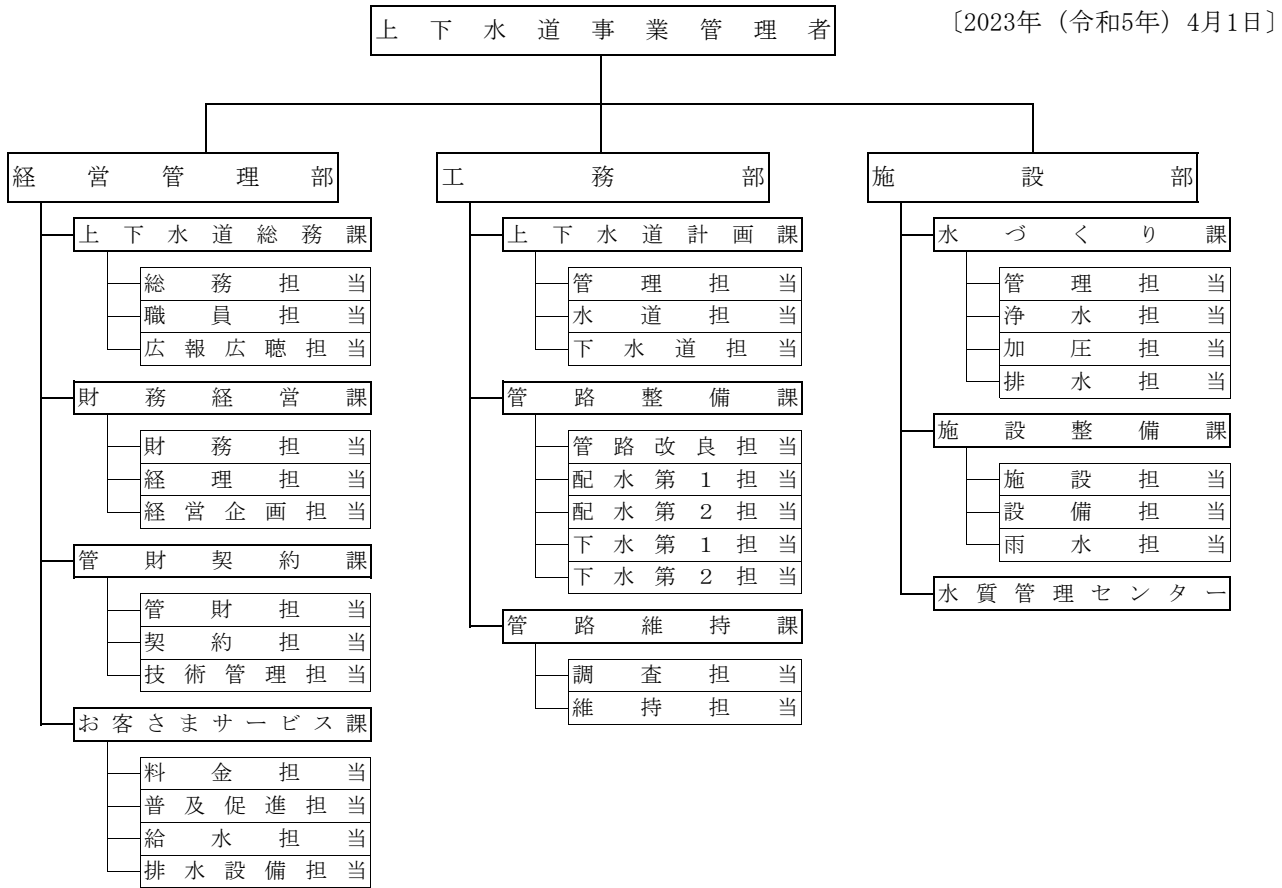 上下水道事業管理者
〔2023年（令和5年）4月1日〕
経営管理部
上下水道総務課
総務担当
職員担当
広報広聴担当
財務経営課
財務担当
経理担当
経営企画担当
管財契約課
管財担当
契約担当
技術管理担当
お客さまサービス課
料金担当
普及促進担当
給水担当
排水設備担当
工務部
上下水道計画課
管理担当
水道担当
下水道担当
管路整備課
管路改良担当
配水第1担当
配水第2担当
下水第1担当
下水第2担当
管路維持課
調査担当
維持担当
施設部
水づくり課
管理担当
浄水担当
加圧担当
排水担当
施設整備課
施設担当
設備担当
雨水担当
水質管理センター